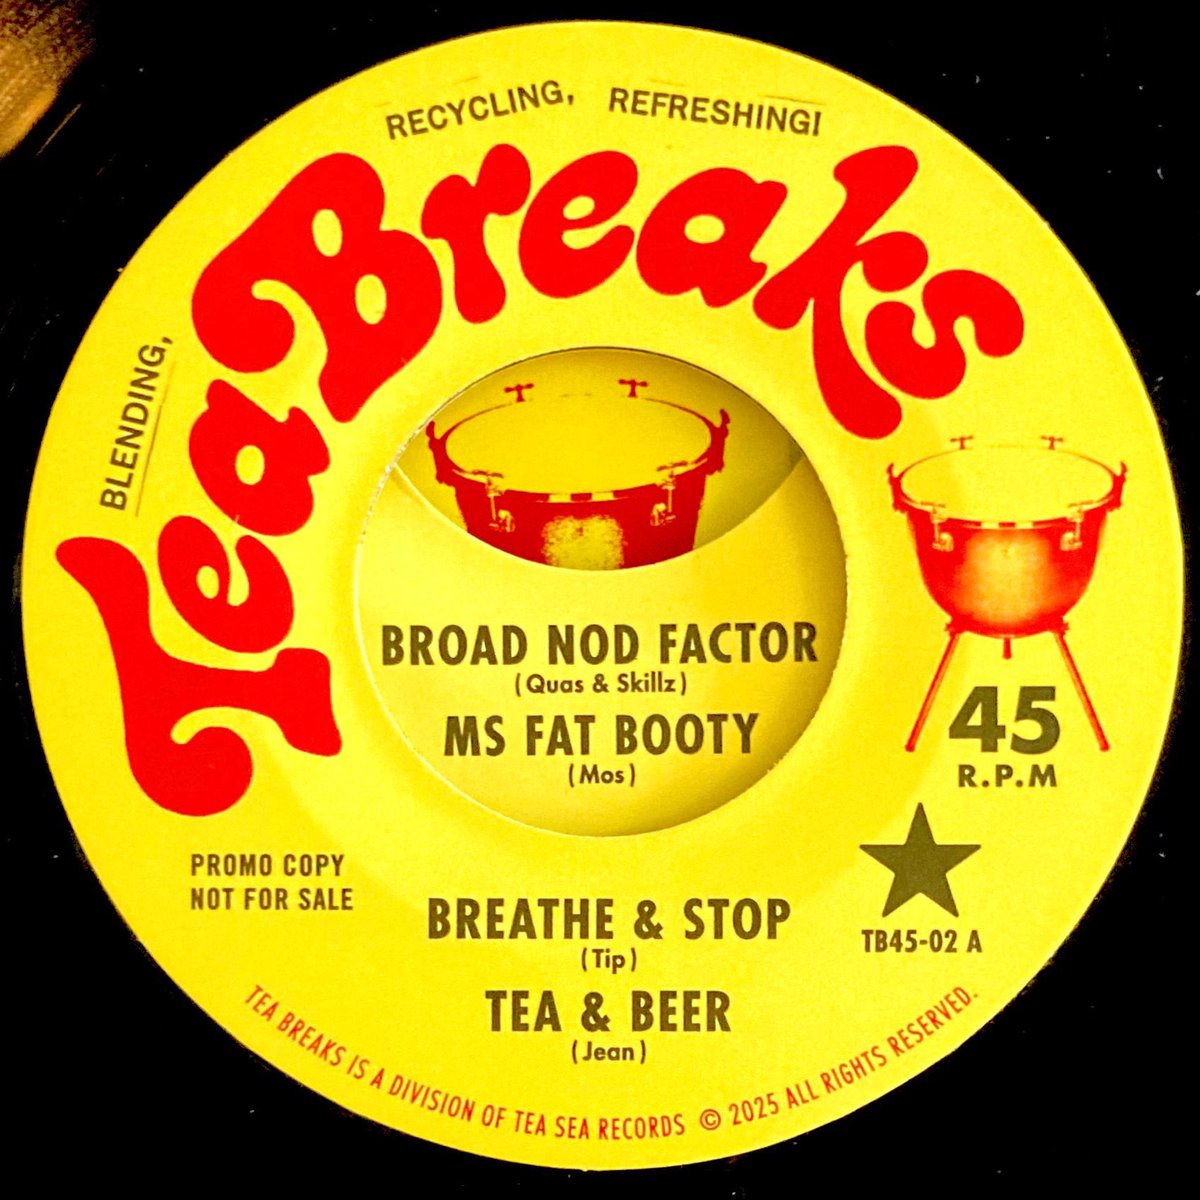 BLENDING, RECYCLING, REFRESHING!
Tea Breaks
BROAD NOD FACTOR
(Quas & Skillz)
MS FAT BOOTY
(Mos)
45
R.P.M
PROMO COPY
NOT FOR SALE
TB45-02 A
BREATHE & STOP
(Tip)
TEA & BEER
(Jean)
TEA BREAKS IS A DIVISION OF TEA SEA RECORDS © 2025 ALL RIGHTS RESERVED.